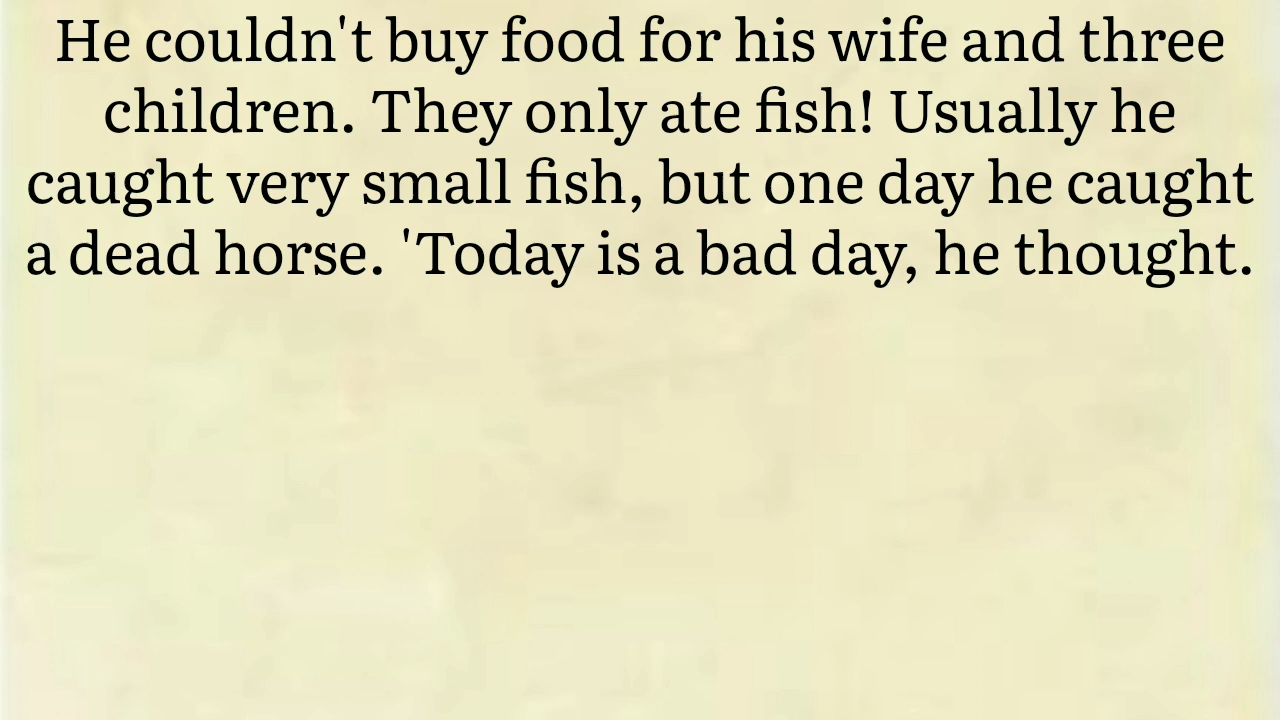 He couldn't buy food for his wife and three
children. They only ate fish! Usually he
caught very small fish, but one day he caught
a dead horse. 'Today is a bad day, he thought.